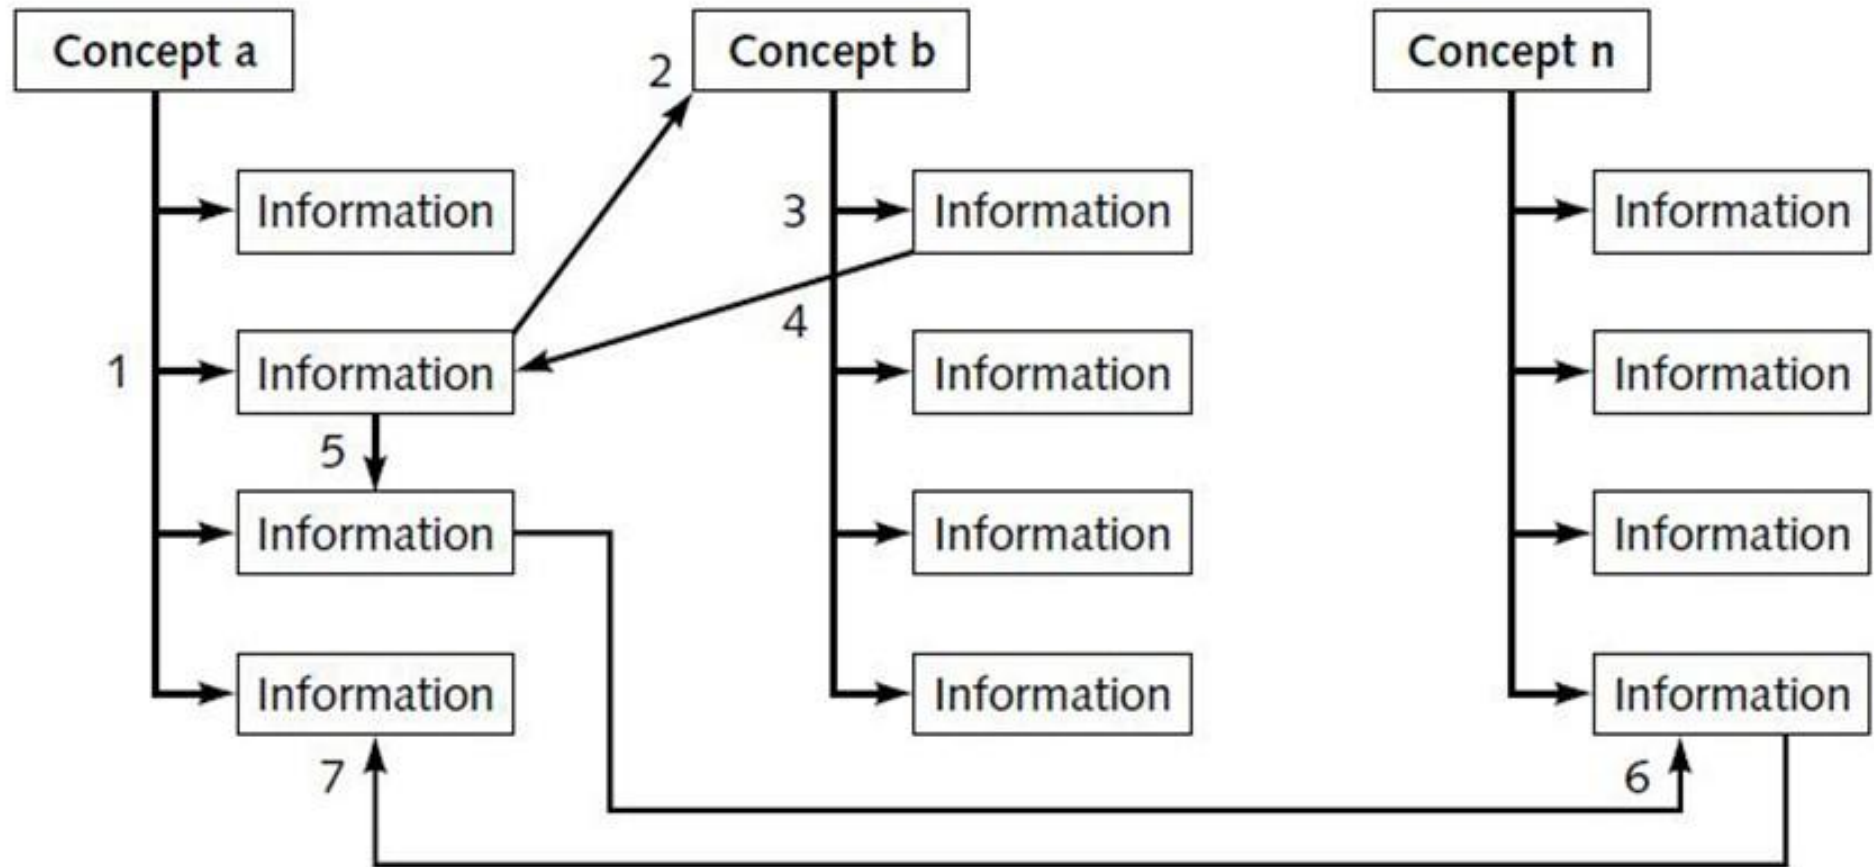 Concept a
Concept b
Concept n
2
Information
3
Information
Information
4
1
Information
Information
Information
5
Information
Information
Information
Information
Information
Information
7
6